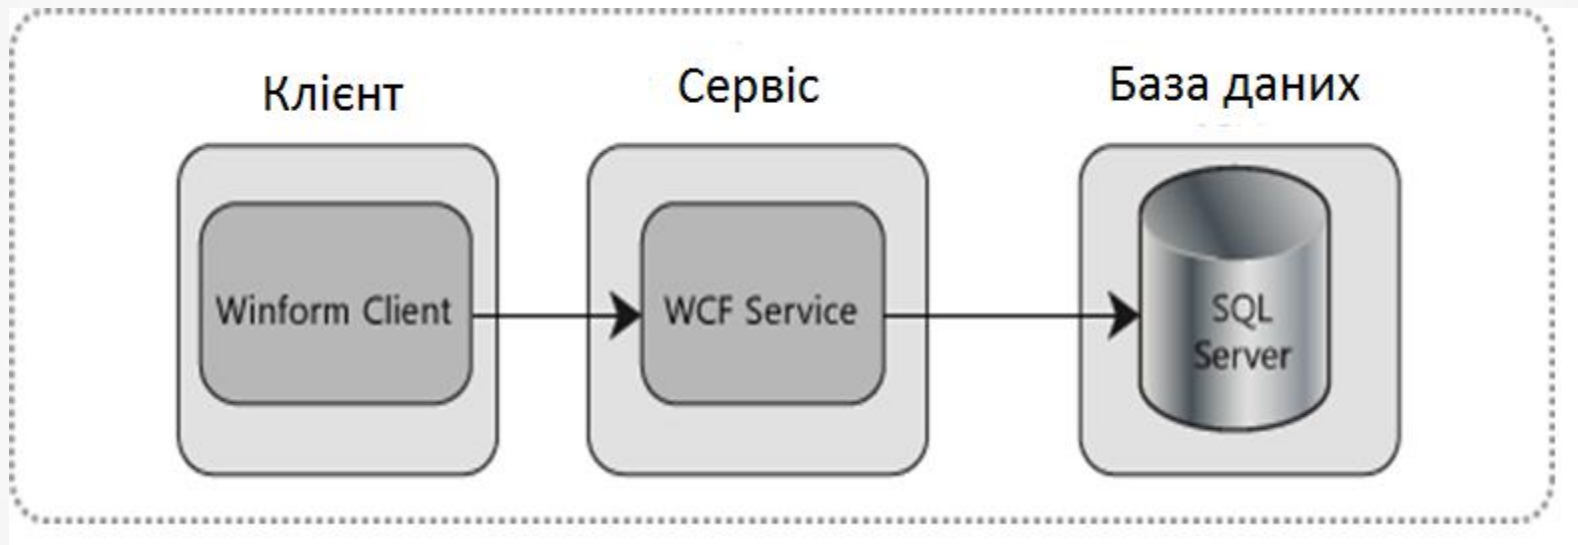 Клієнт
Сервіс
База даних
Winform Client
WCF Service
SQL
Server